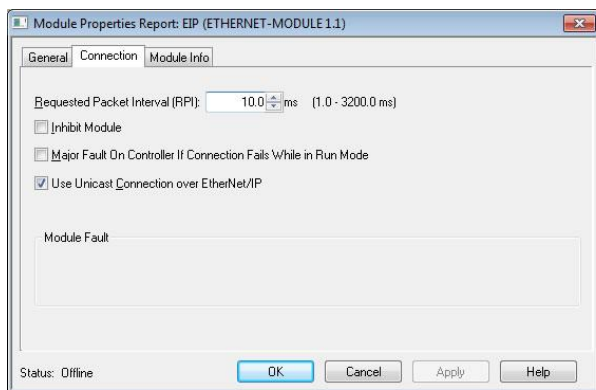 Module Properties Report: EIP (ETHERNET-MODULE 1.1)
General Connection Module Info
Requested Packet Interval (RPI): 10.0 ms (1.0 - 3200.0 ms)
Inhibit Module
Major Fault On Controller If Connection Fails While in Run Mode
Use Unicast Connection over EtherNet/IP
Module Fault
Status: Offline OK Cancel Apply Help